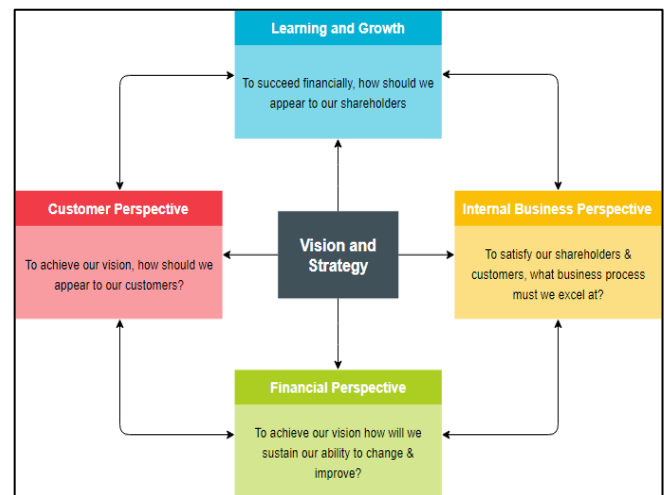 Learning and Growth
To succeed financially, how should we
appear to our shareholders
Customer Perspective
To achieve our vision, how should we
appear to our customers?
Vision and
Strategy
Internal Business Perspective
To satisfy our shareholders &
customers, what business process
must we excel at?
Financial Perspective
To achieve our vision how will we
sustain our ability to change &
improve?